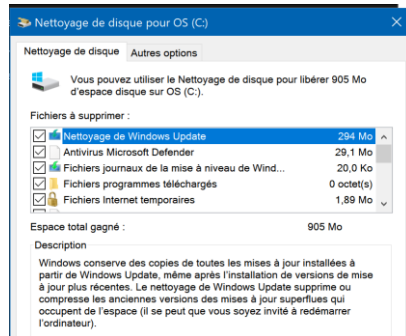 Nettoyage de disque pour OS (C:)
Nettoyage de disque Autres options
Vous pouvez utiliser le Nettoyage de disque pour libérer 905 Mo
d'espace disque sur OS (C:).
Fichiers à supprimer :
Nettoyage de Windows Update 294 Mo
Antivirus Microsoft Defender 29,1 Mo
Fichiers journaux de la mise à niveau de Wind... 20,0 Ko
Fichiers programmes téléchargés 0 octet(s)
Fichiers Internet temporaires 1,89 Mo
Espace total gagné : 905 Mo
Description
Windows conserve des copies de toutes les mises à jour installées à
partir de Windows Update, même après l'installation de versions de mise
à jour plus récentes. Le nettoyage de Windows Update supprime ou
compresse les anciennes versions des mises à jour superflues qui
occupent de l'espace (il se peut que vous soyez invité à redémarrer
l'ordinateur).